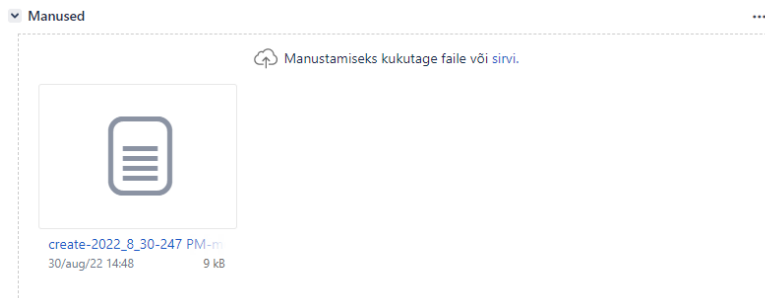 Manused
Manustamiseks kukutage faile või sirvi.
create-2022_8_30-247 PM-m
30/aug/22 14:48 9 kB